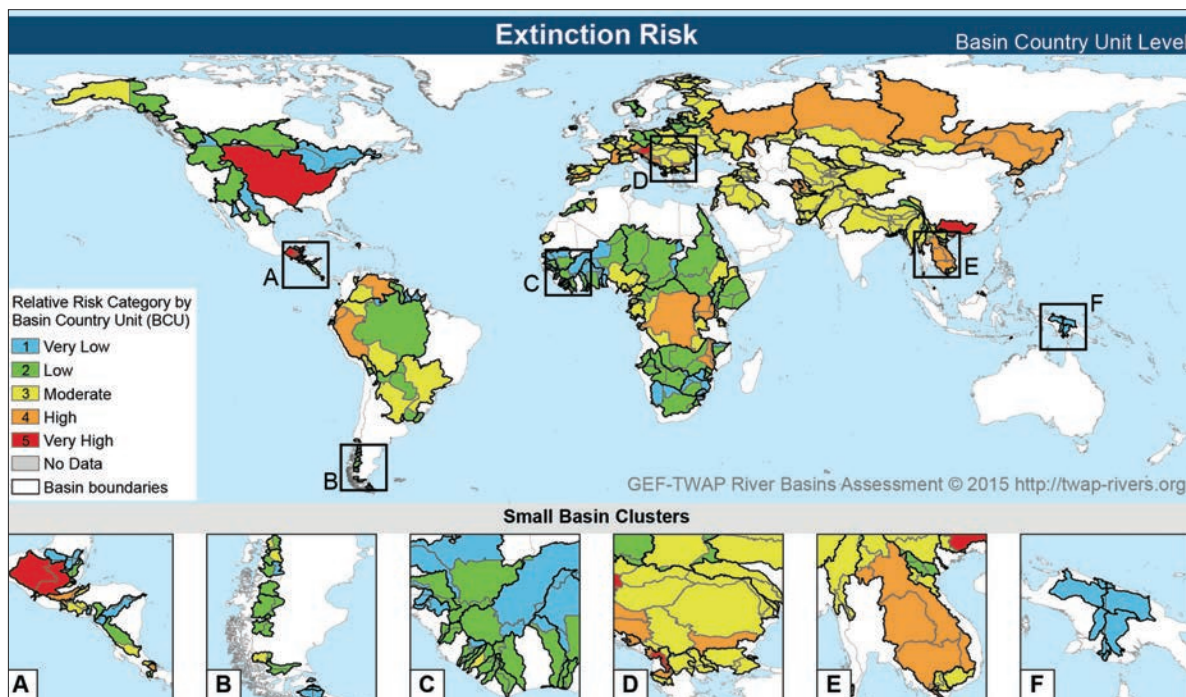 Extinction Risk
Basin Country Unit Level
A
B
C
D
E
F
Relative Risk Category by
Basin Country Unit (BCU)
1 Very Low
2 Low
3 Moderate
4 High
5 Very High
No Data
Basin boundaries
GEF-TWAP River Basins Assessment © 2015 http://twap-rivers.org
Small Basin Clusters
A
B
C
D
E
F